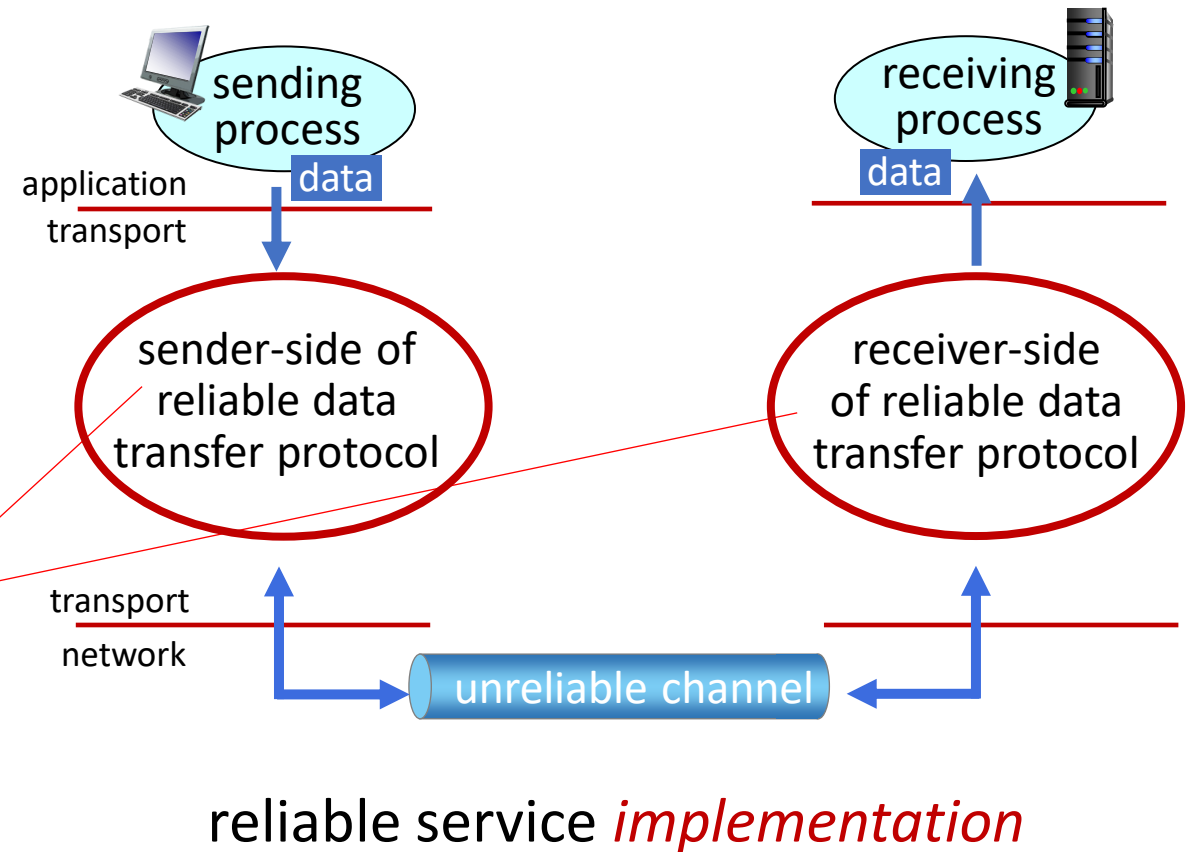 sending
process
data
application
transport
receiving
process
data
sender-side of
reliable data
transfer protocol
receiver-side
of reliable data
transfer protocol
transport
network
unreliable channel
reliable service implementation